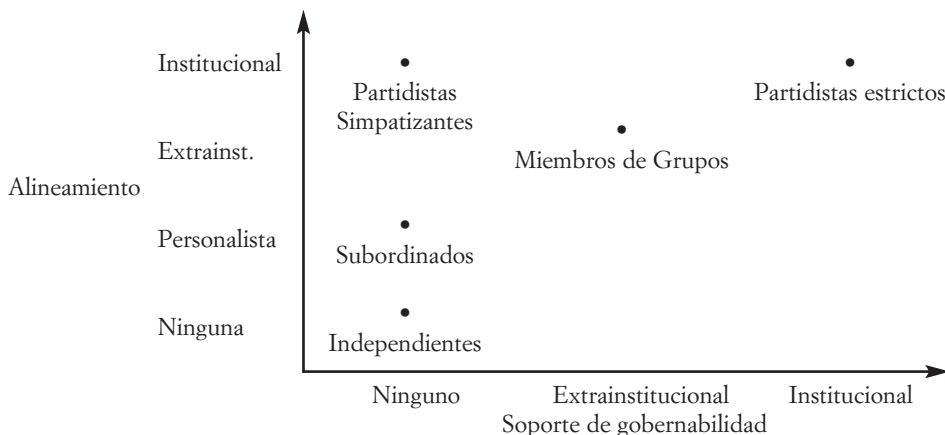 Institucional
Partidistas
Simpatizantes
Partidistas estrictos
Extrainst.
Miembros de Grupos
Alineamiento
Personalista
Subordinados
Ninguna
Independientes
Ninguno Extrainstitucional Institucional
Soporte de gobernabilidad